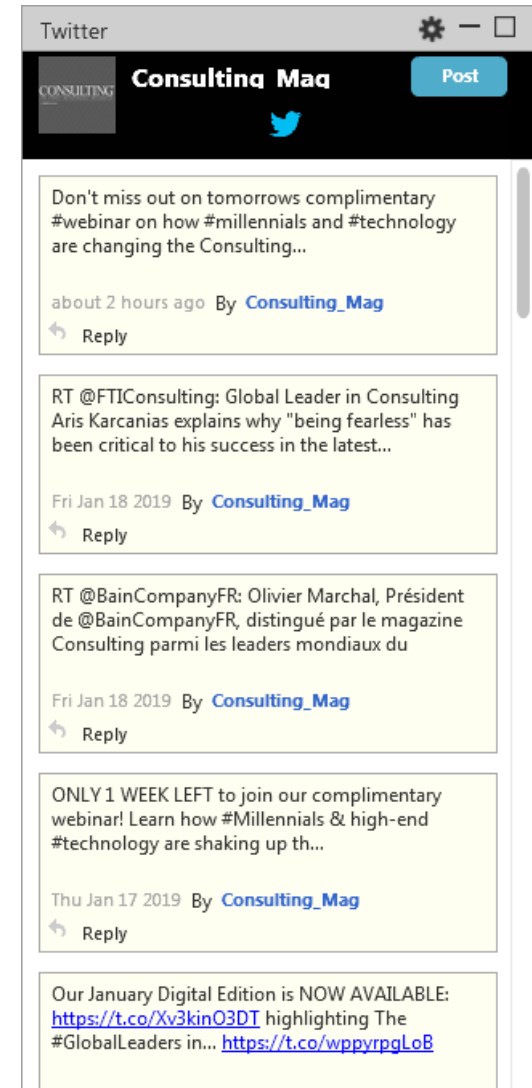 Twitter
CONSULTING
Consulting Mag
Post
Don't miss out on tomorrows complimentary
#webinar on how #millennials and #technology
are changing the Consulting...
about 2 hours ago By Consulting_Mag
Reply
RT @FTIConsulting: Global Leader in Consulting
Aris Karcanias explains why "being fearless" has
been critical to his success in the latest...
Fri Jan 18 2019 By Consulting_Mag
Reply
RT @BainCompanyFR: Olivier Marchal, Président
de @BainCompanyFR, distingué par le magazine
Consulting parmi les leaders mondiaux du
Fri Jan 18 2019 By Consulting_Mag
Reply
ONLY 1 WEEK LEFT to join our complimentary
webinar! Learn how #Millennials & high-end
#technology are shaking up th...
Thu Jan 17 2019 By Consulting_Mag
Reply
Our January Digital Edition is NOW AVAILABLE:
https://t.co/Xv3kinO3DT highlighting The
#GlobalLeaders in... https://t.co/wppyrpgLoB